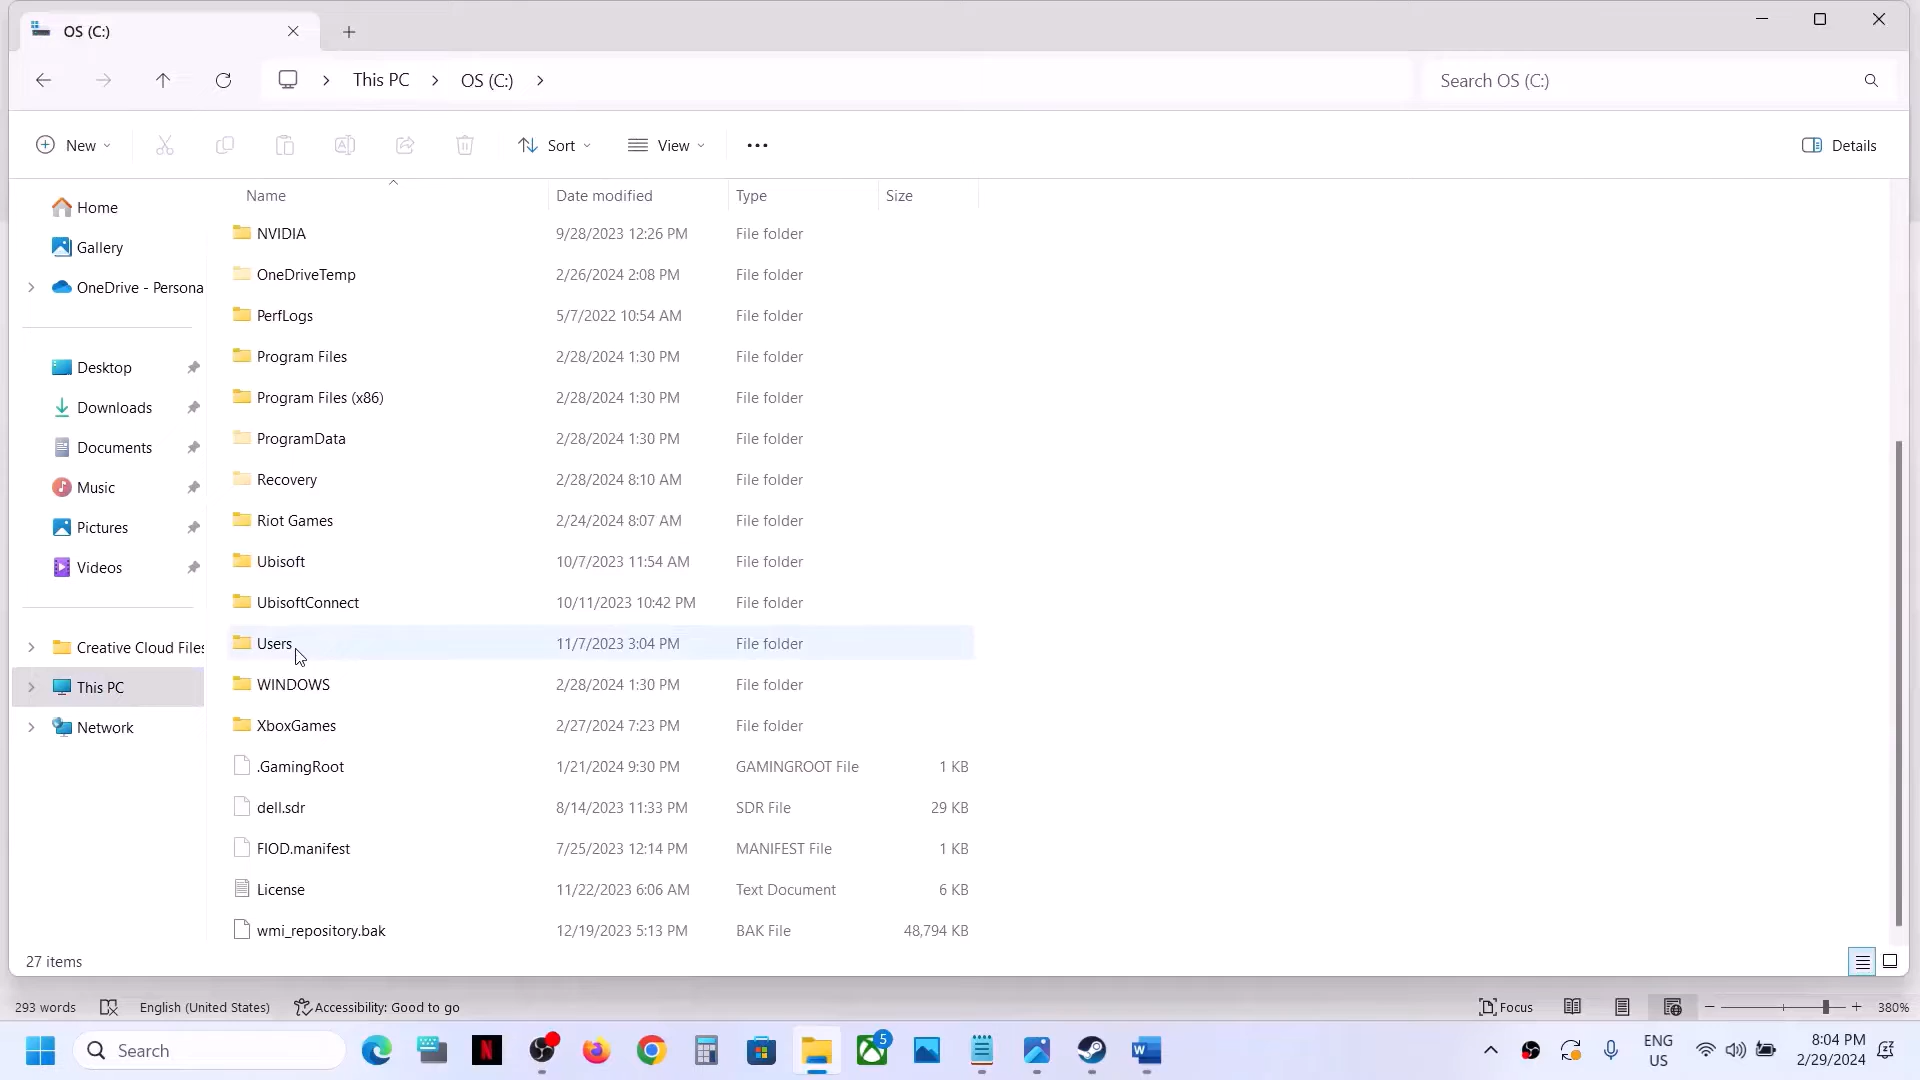 OS (C:)
This PC
OS (C:)
Search OS (C:)
New
Sort
View
Details
Name Date modified Type Size
Home
Gallery
OneDrive - Persona
Desktop
Downloads
Documents
Music
Pictures
Videos
Creative Cloud Files
This PC
Network
NVIDIA 9/28/2023 12:26 PM File folder
OneDriveTemp 2/26/2024 2:08 PM File folder
PerfLogs 5/7/2022 10:54 AM File folder
Program Files 2/28/2024 1:30 PM File folder
Program Files (x86) 2/28/2024 1:30 PM File folder
ProgramData 2/28/2024 1:30 PM File folder
Recovery 2/28/2024 8:10 AM File folder
Riot Games 2/24/2024 8:07 AM File folder
Ubisoft 10/7/2023 11:54 AM File folder
UbisoftConnect 10/11/2023 10:42 PM File folder
Users 11/7/2023 3:04 PM File folder
WINDOWS 2/28/2024 1:30 PM File folder
XboxGames 2/27/2024 7:23 PM File folder
.GamingRoot 1/21/2024 9:30 PM GAMINGROOT File 1 KB
dell.sdr 8/14/2023 11:33 PM SDR File 29 KB
FIOD.manifest 7/25/2023 12:14 PM MANIFEST File 1 KB
License 11/22/2023 6:06 AM Text Document 6 KB
wmi_repository.bak 12/19/2023 5:13 PM BAK File 48,794 KB
27 items
293 words English (United States) Accessibility: Good to go Focus 380%
Search
N
5
W
ENG
US
8:04 PM
2/29/2024